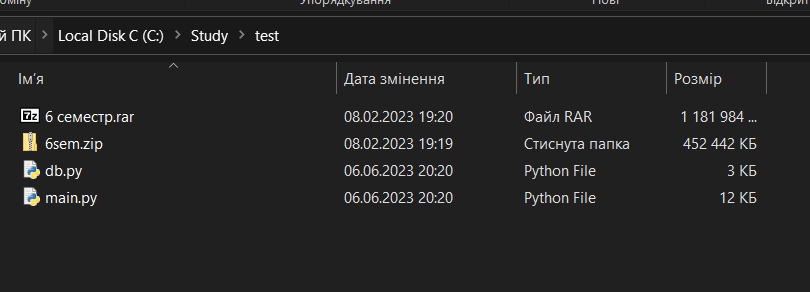 Упорядкування Нові
й ПК > Local Disk C (C:) > Study > test
Ім'я Дата змінення Тип Розмір
6 семестр.rar 08.02.2023 19:20 Файл RAR 1 181 984 ...
6sem.zip 08.02.2023 19:19 Стиснута папка 452 442 КБ
db.py 06.06.2023 20:20 Python File 3 КБ
main.py 06.06.2023 20:20 Python File 12 КБ